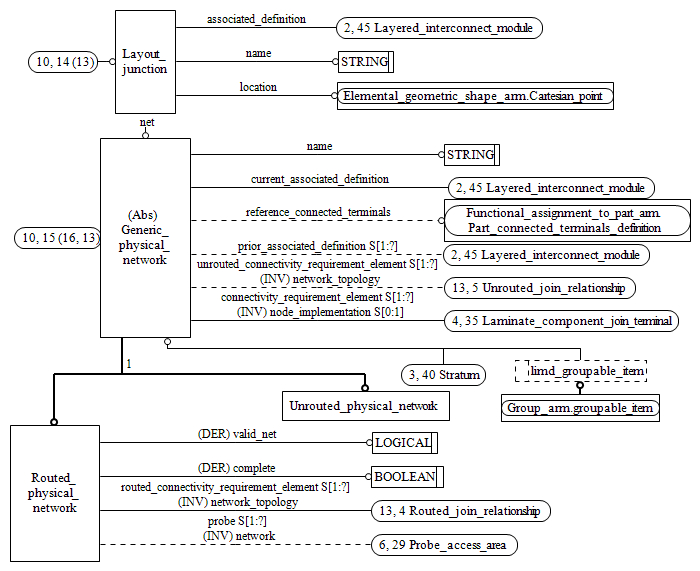 associated_definition
2, 45 Layered_interconnect_module
10, 14 (13)
Layout_
junction
name
STRING
location
Elemental_geometric_shape_arm.Cartesian_point
net
name
STRING
current_associated_definition
2, 45 Layered_interconnect_module
(Abs)
Generic_
physical_
network
10, 15 (16, 13)
reference_connected_terminals
Functional_assignment_to_part_arm.
Part_connected_terminals_definition
prior_associated_definition S[1:?]
2, 45 Layered_interconnect_module
unrouted_connectivity_requirement_element S[1:?]
(INV) network_topology
13, 5 Unrouted_join_relationship
connectivity_requirement_element S[1:?]
(INV) node_implementation S[0:1]
4, 35 Laminate_component_join_terminal
1
3, 40 Stratum
limd_groupable_item
Unrouted_physical_network
Group_arm.groupable_item
(DER) valid_net
LOGICAL
(DER) complete
BOOLEAN
Routed_
physical_
network
routed_connectivity_requirement_element S[1:?]
(INV) network_topology
13, 4 Routed_join_relationship
probe S[1:?]
(INV) network
6, 29 Probe_access_area